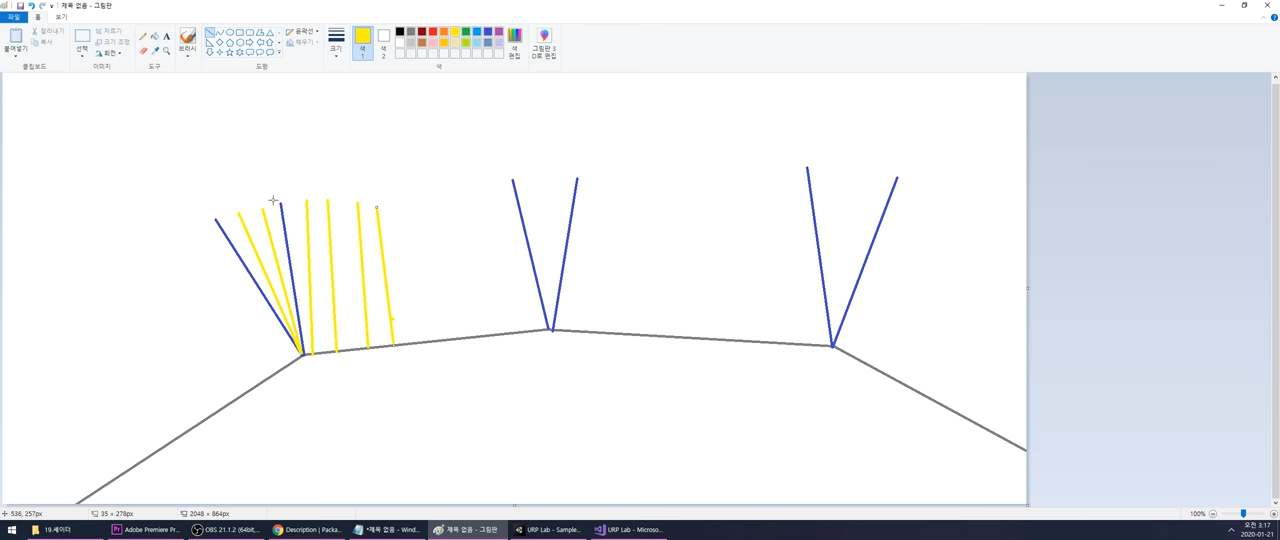 제목 없음 - 그림판
파일 홈 보기
붙여넣기 잘라내기 복사 클립보드
선택 자르기 크기 조정 회전 이미지
A 도구
브러시
윤곽선 채우기 도형
크기
색 1 색 2 색 편집 색
그림판 3D로 편집
536, 257px 35 × 278px 2048 × 864px 100%
19.셰이더 Adobe Premiere Pr... OBS 21.1.2 (64bit,... Description | Packa... *제목 없음 - Wind... 제목 없음 - 그림판 URP Lab - Sample... URP Lab - Microso...
오전 3:17
2020-01-21